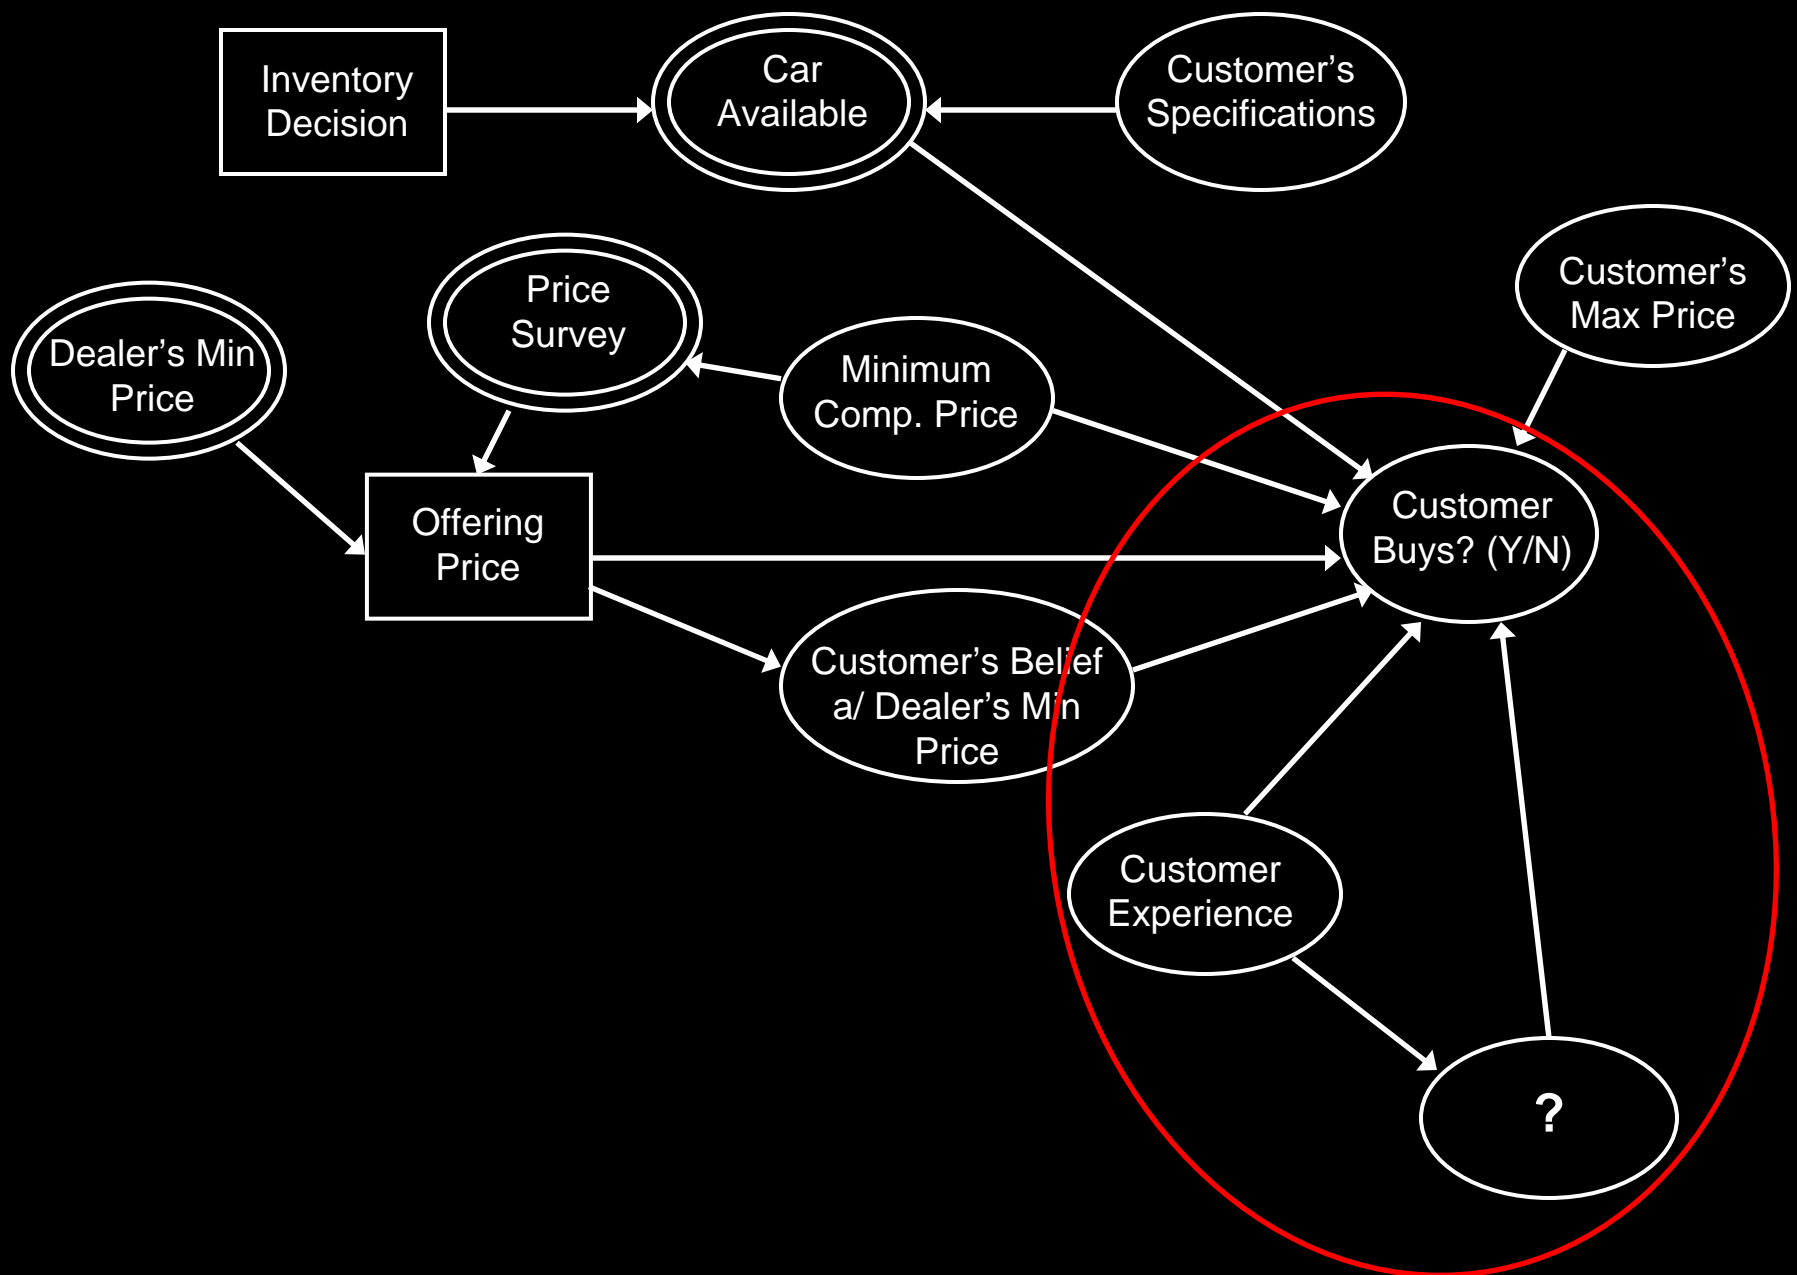 Inventory
Decision
Car
Available
Customer’s
Specifications
Customer’s
Max Price
Price
Survey
Dealer’s Min
Price
Minimum
Comp. Price
Offering
Price
Customer
Buys? (Y/N)
Customer’s Belief
a/ Dealer’s Min
Price
Customer
Experience
?